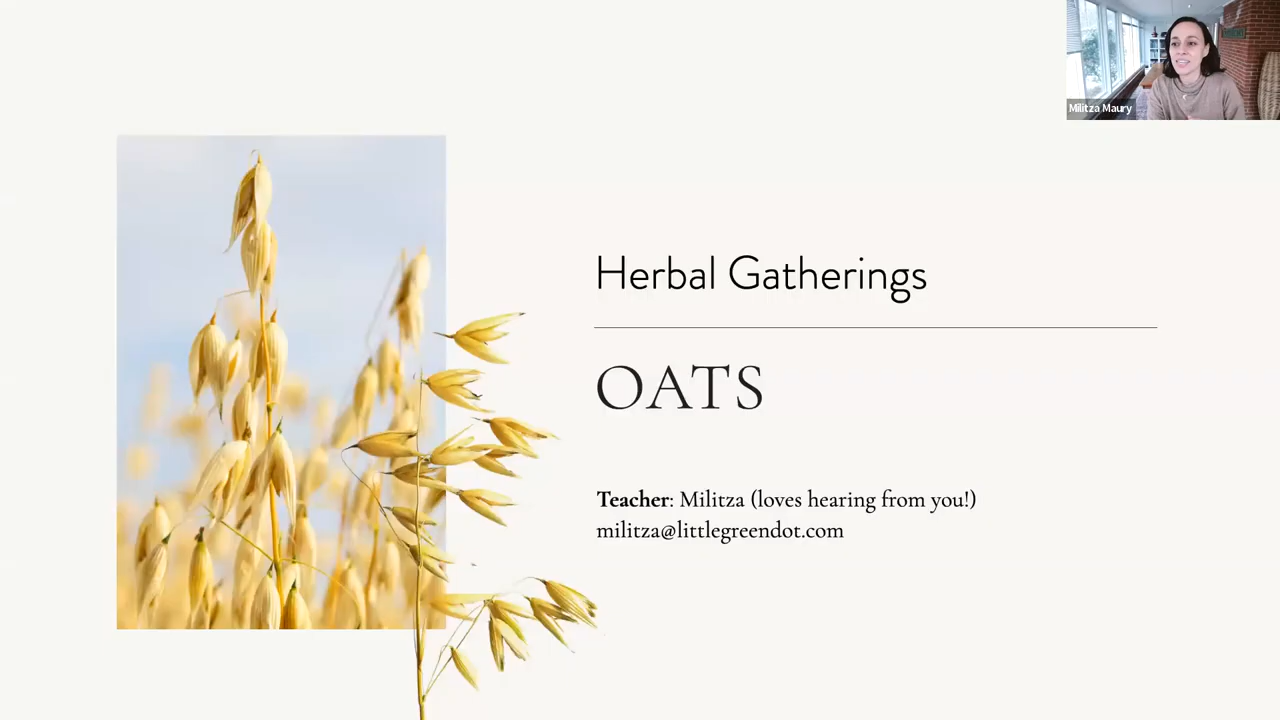 Militza Maury
Herbal Gatherings
OATS
Teacher: Militza (loves hearing from you!)
militza@littlegreendot.com